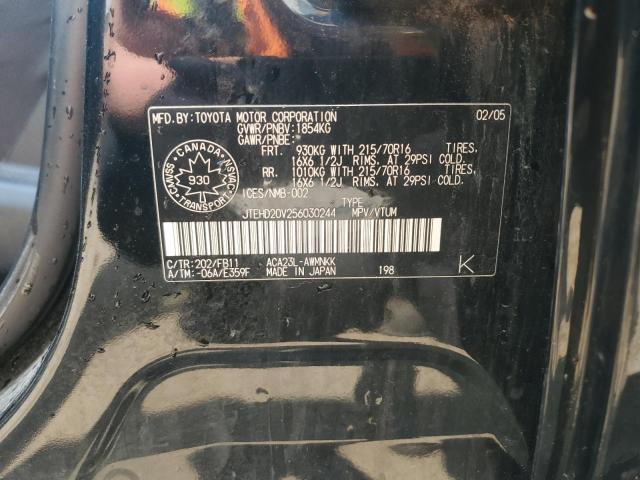 MFD.BY:TOYOTA MOTOR CORPORATION 02/05
GVWR/PNBV:1854KG
GAWR/PNBE:
FRT. 930KG WITH 215/70R16 TIRES,
16X6 1/2J RIMS, AT 29PSI COLD.
RR. 1010KG WITH 215/70R16 TIRES,
16X6 1/2J RIMS, AT 29PSI COLD.
ICES/NMB-002
CANADA
930
TRANSPORT
TYPE
JTEHD20V256030244 MPV/VTUM
C/TR:202/FB11 ACA23L-AWMNKK
A/TM:-06A/E359F MADE IN JAPAN 198 K